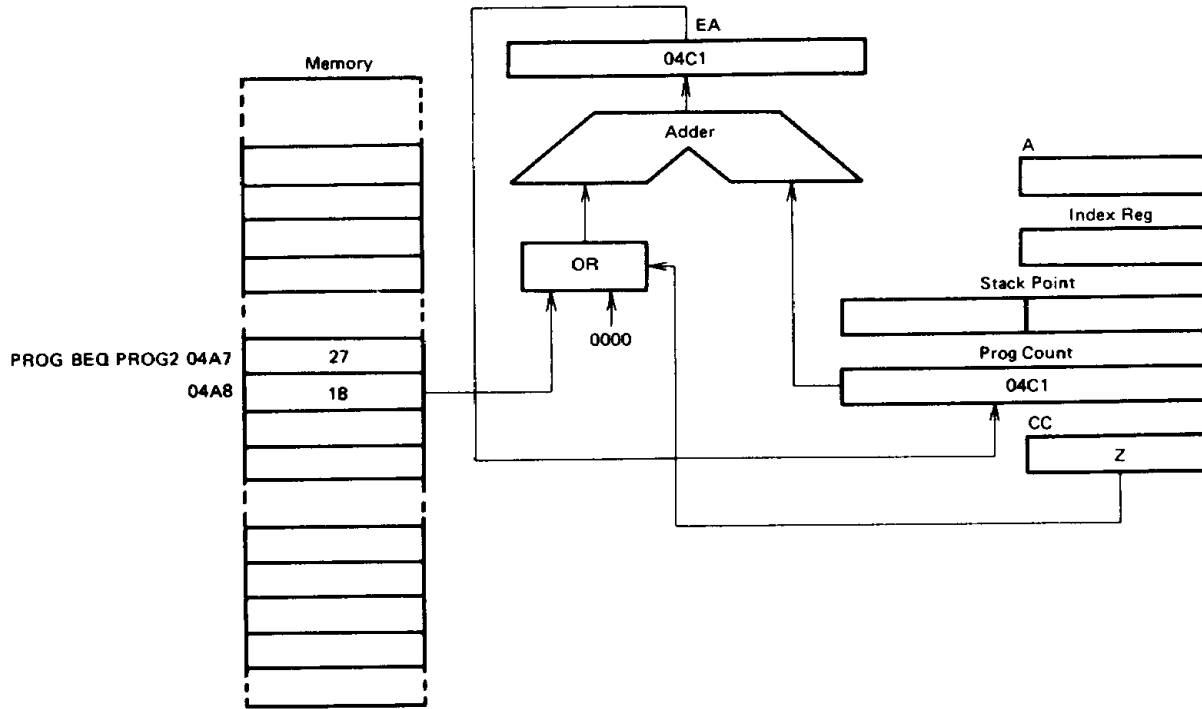 EA
04C1
Memory
Adder
A
Index Reg
OR
Stack Point
0000
Prog Count
PROG BEQ PROG2 04A7 27
04A8 18
04C1
CC
Z